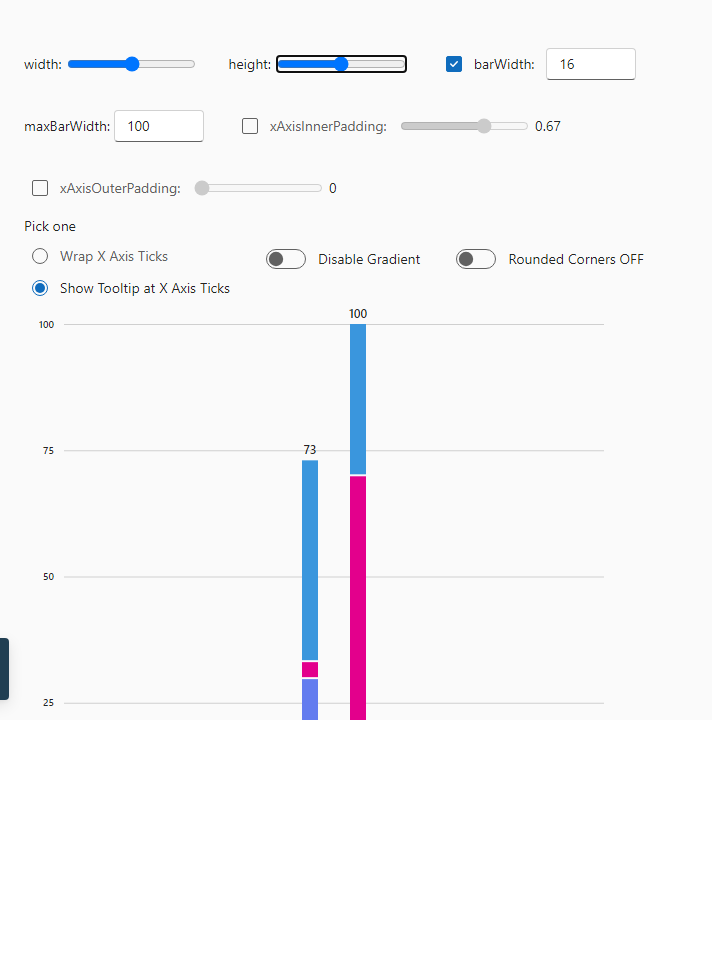 width: height: barWidth: 16
maxBarWidth: 100 xAxisInnerPadding: 0.67
xAxisOuterPadding: 0
Pick one
Wrap X Axis Ticks Disable Gradient Rounded Corners OFF
Show Tooltip at X Axis Ticks
100
100
73
75
50
25